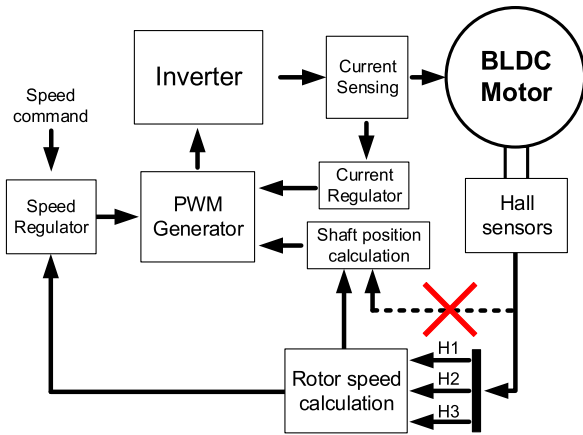 Inverter
Current
Sensing
BLDC
Motor
Speed
command
Speed
Regulator
PWM
Generator
Current
Regulator
Hall
sensors
Shaft position
calculation
Rotor speed
calculation
H1
H2
H3